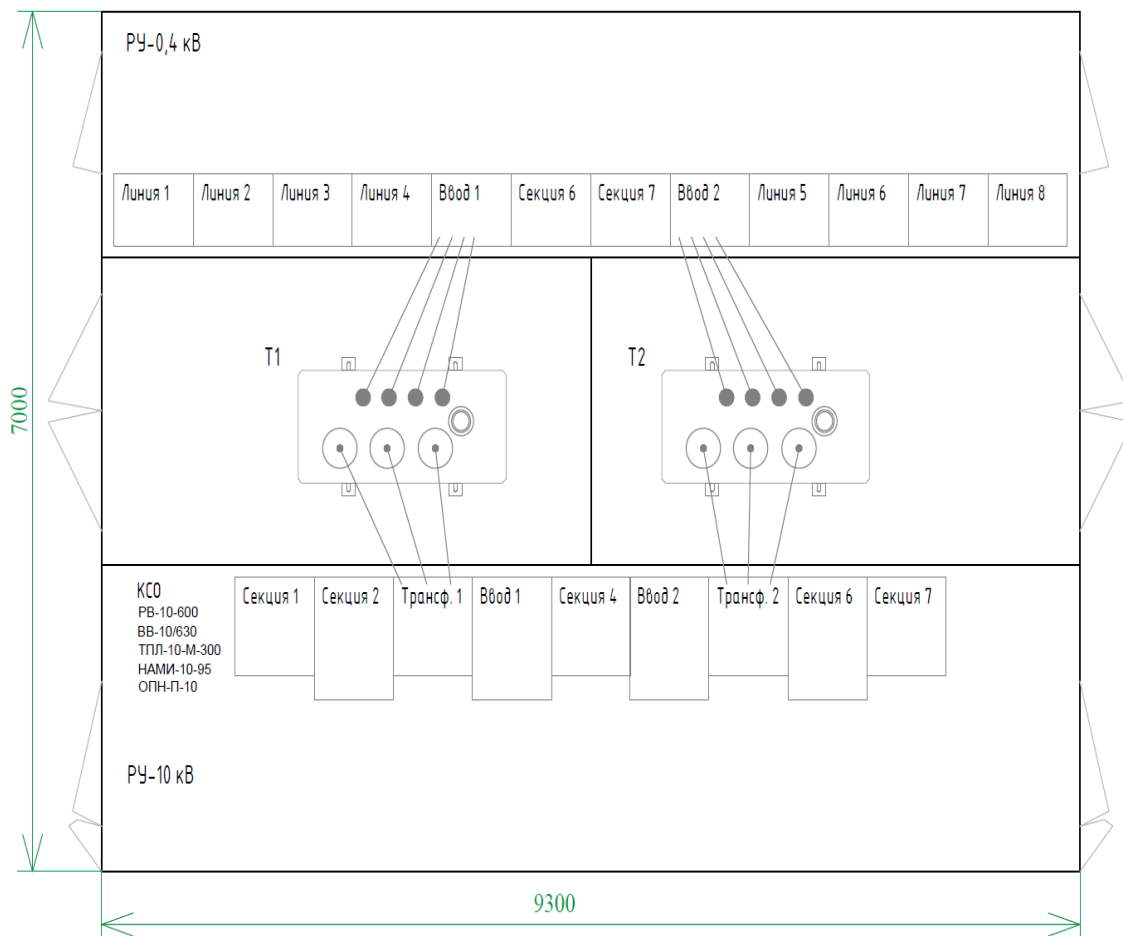 РУ-0,4 кВ
Линия 1 Линия 2 Линия 3 Линия 4 Ввод 1 Секция 6 Секция 7 Ввод 2 Линия 5 Линия 6 Линия 7 Линия 8
Т1 Т2
7000
КСО
РВ-10-600
ВВ-10/630
ТПЛ-10-М-300
НАМИ-10-95
ОПН-П-10
Секция 1 Секция 2 Трансф. 1 Ввод 1 Секция 4 Ввод 2 Трансф. 2 Секция 6 Секция 7
РУ-10 кВ
9300